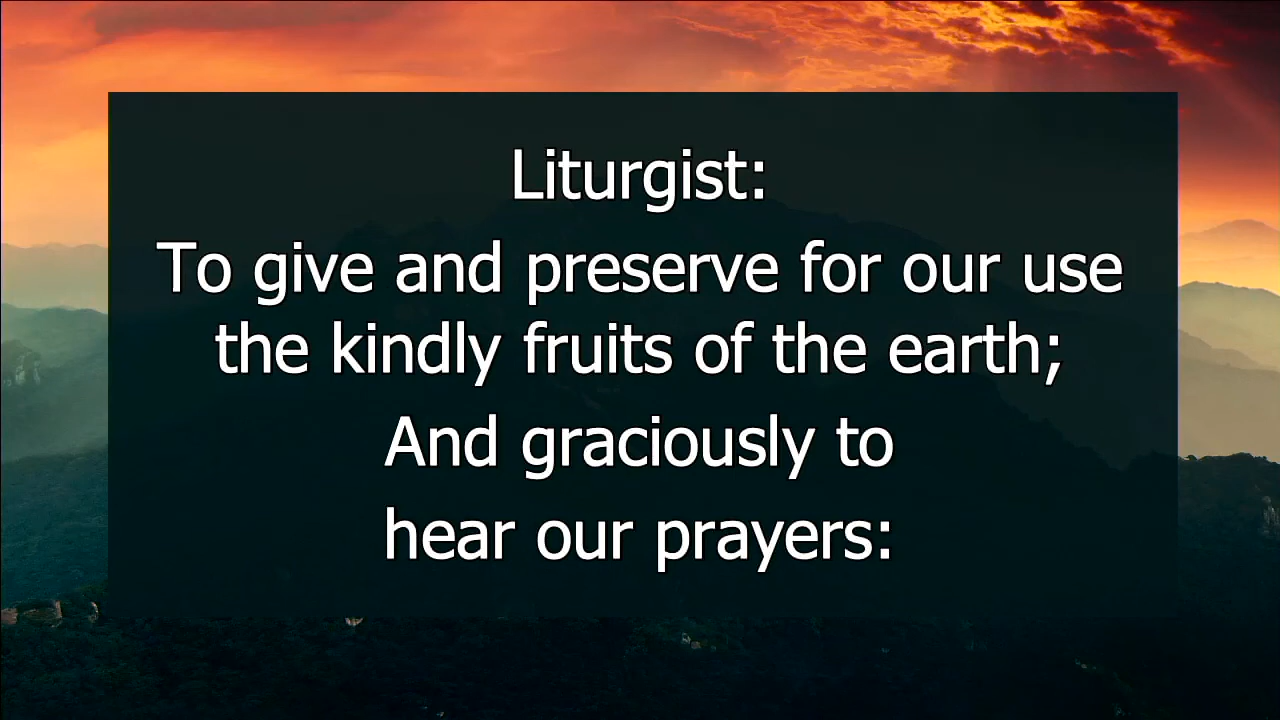 Liturgist:
To give and preserve for our use
the kindly fruits of the earth;
And graciously to
hear our prayers: